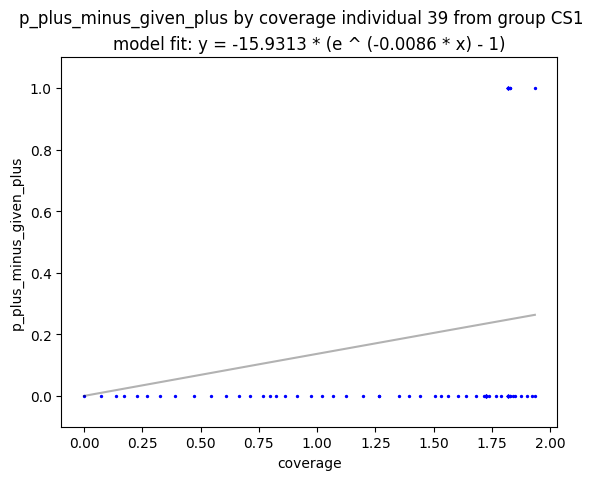 p_plus_minus_given_plus by coverage individual 39 from group CS1
model fit: y = -15.9313 * (e ^ (-0.0086 * x) - 1)
1.0
0.8
0.6
0.4
0.2
0.0
p_plus_minus_given_plus
0.00 0.25 0.50 0.75 1.00 1.25 1.50 1.75 2.00
coverage